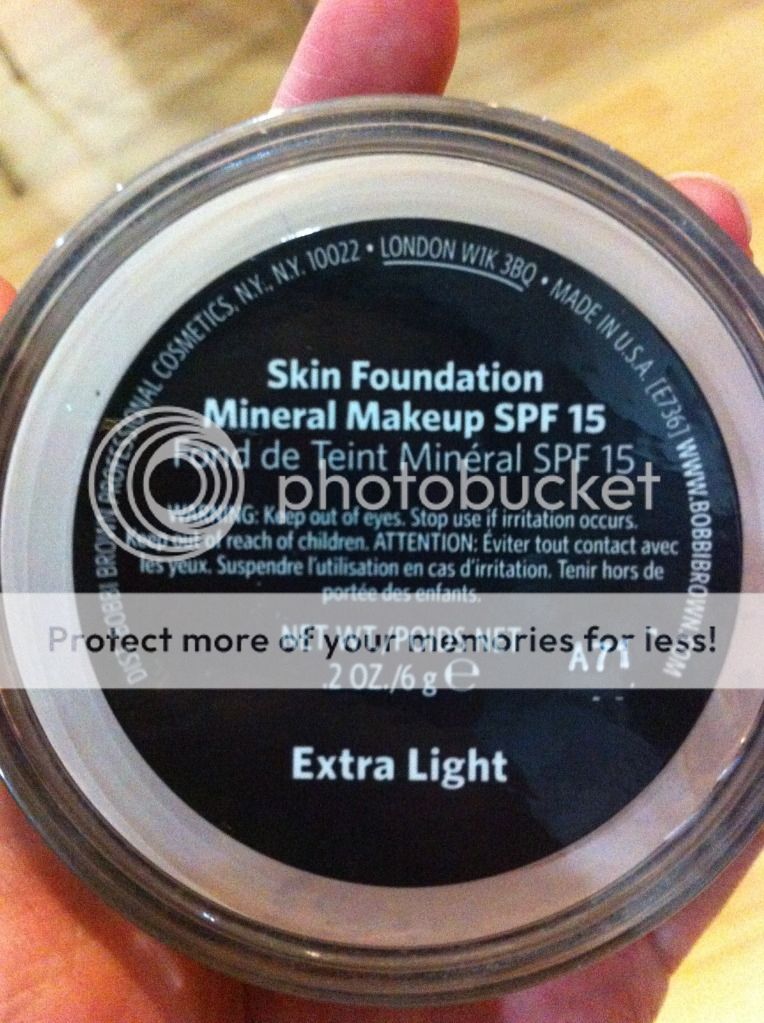 DIST. BOBBI BROWN PROFESSIONAL COSMETICS, N.Y., N.Y. 10022 • LONDON W1K 3BQ • MADE IN U.S.A. [E736] WWW.BOBBIBROWN.COM
Skin Foundation
Mineral Makeup SPF 15
Fond de Teint Minéral SPF 15
photobucket
WARNING: Keep out of eyes. Stop use if irritation occurs.
Keep out of reach of children. ATTENTION: Éviter tout contact avec
les yeux. Suspendre l'utilisation en cas d'irritation. Tenir hors de
portée des enfants.
Protect more of your memories for less!
NET WT./POIDS NET
A71
.2 OZ./6 g ℮
Extra Light